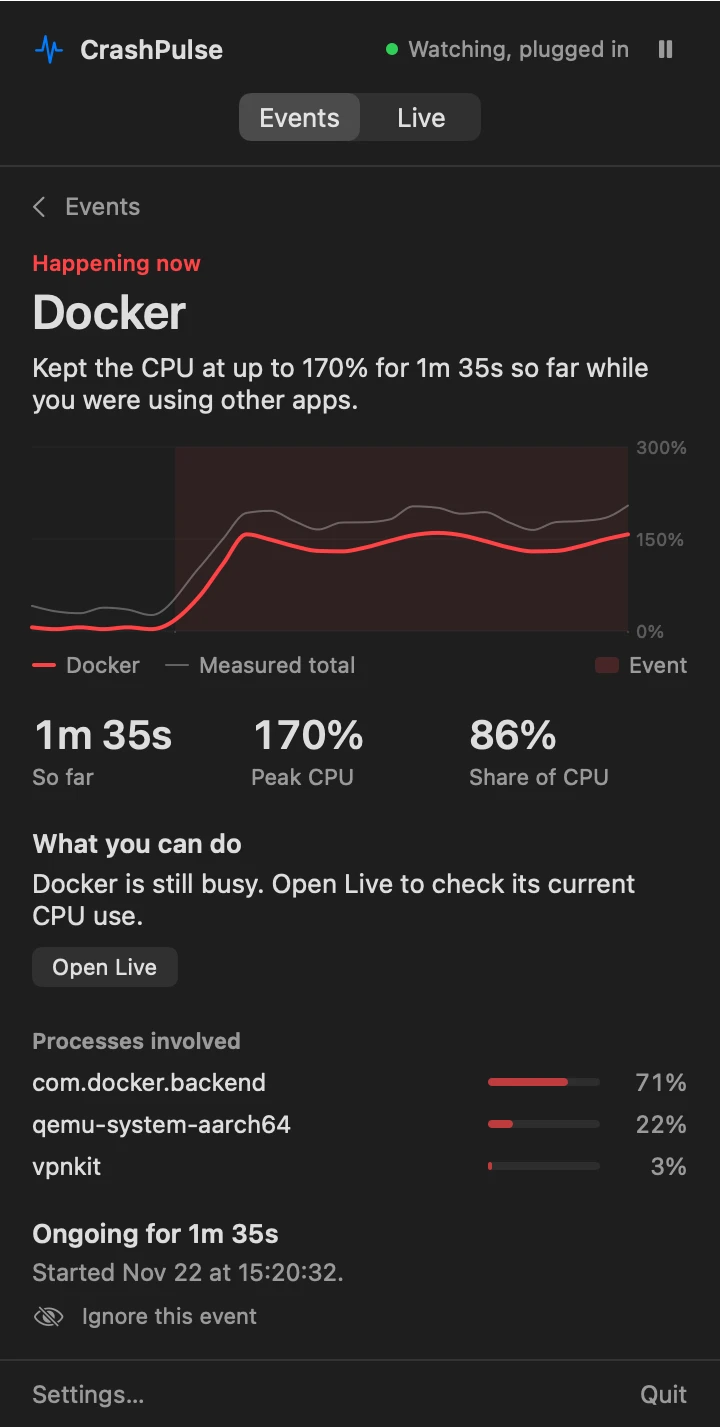 CrashPulse
Watching, plugged in
Events
Live
Events
Happening now
Docker
Kept the CPU at up to 170% for 1m 35s so far while
you were using other apps.
300%
150%
0%
Docker
Measured total
Event
1m 35s
170%
86%
So far
Peak CPU
Share of CPU
What you can do
Docker is still busy. Open Live to check its current
CPU use.
Open Live
Processes involved
com.docker.backend 71%
qemu-system-aarch64 22%
vpnkit 3%
Ongoing for 1m 35s
Started Nov 22 at 15:20:32.
Ignore this event
Settings...
Quit